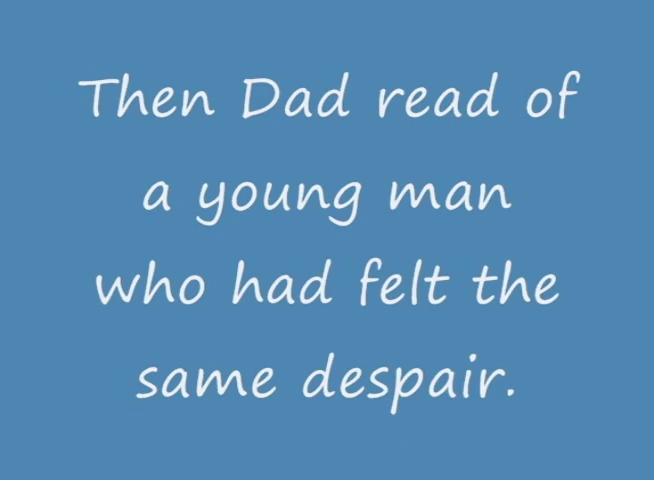 Then Dad read of
a young man
who had felt the
same despair.